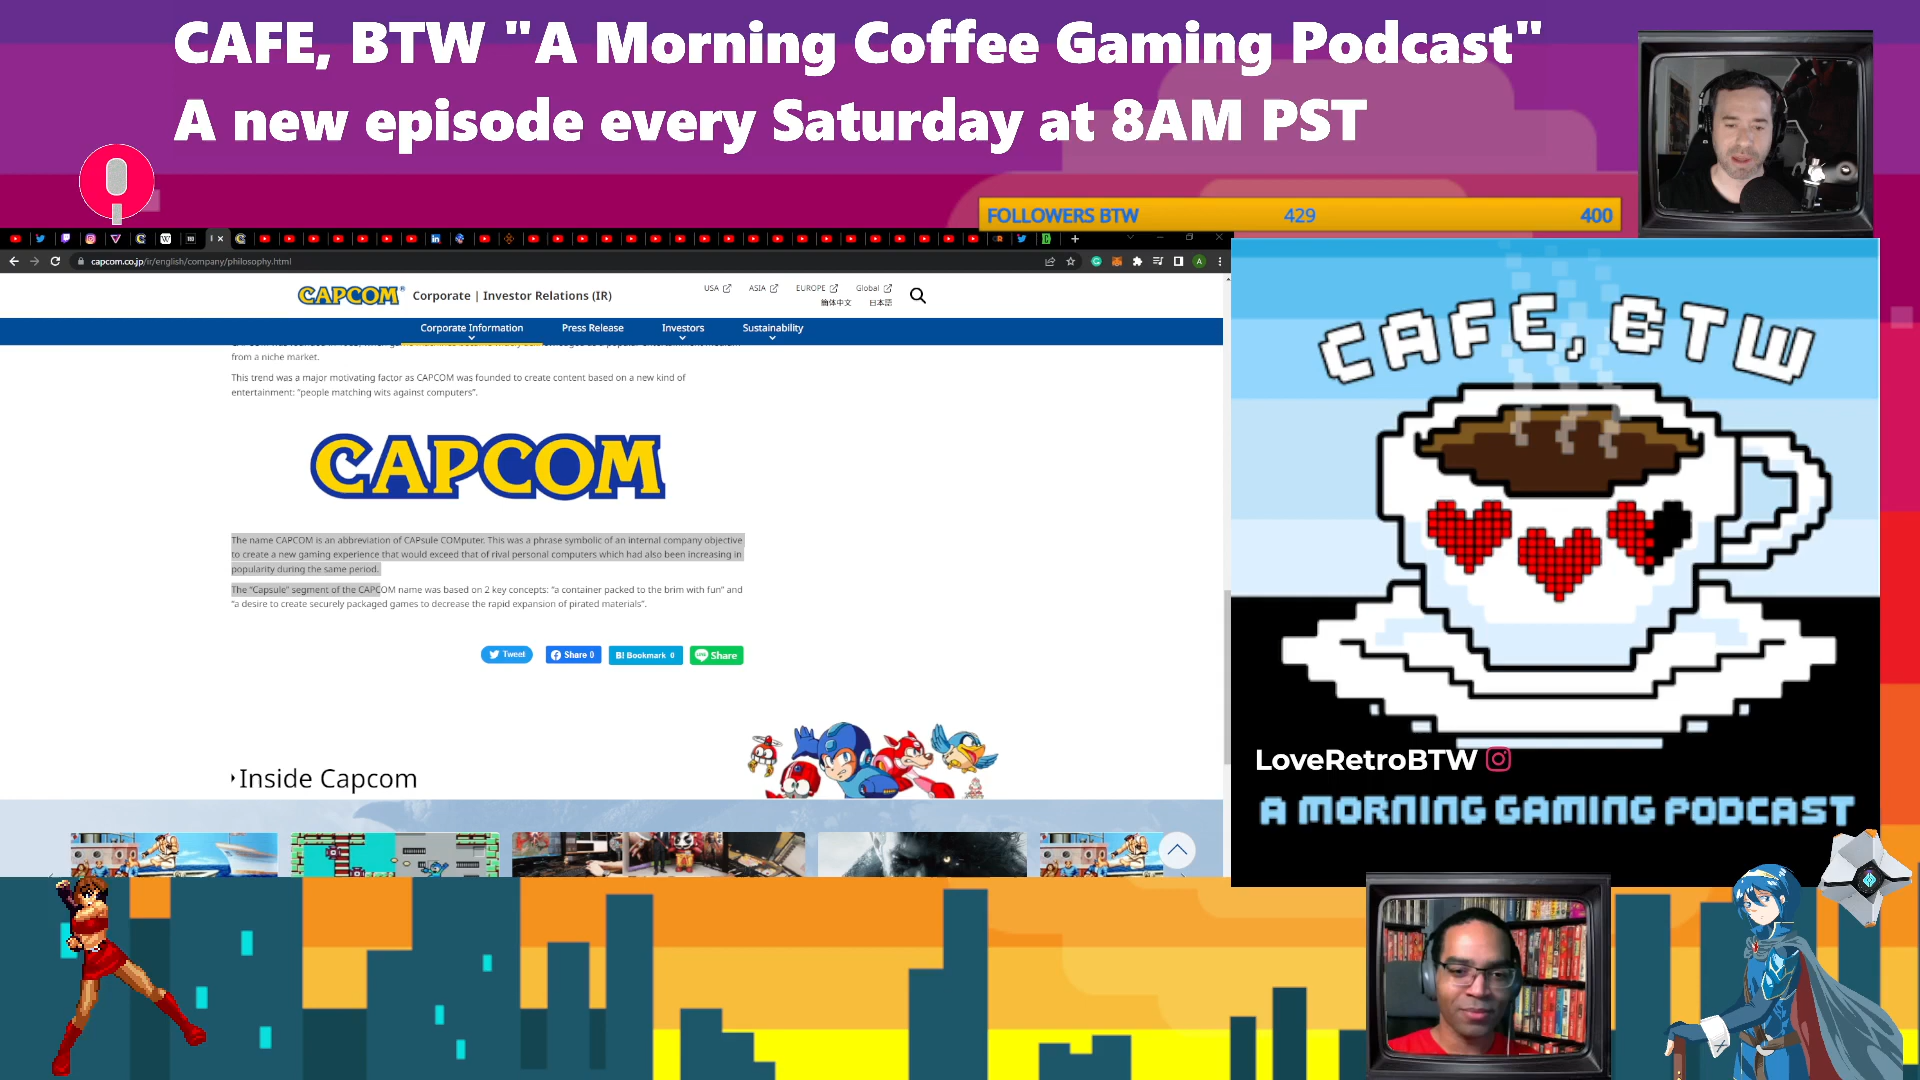 CAFE, BTW "A Morning Coffee Gaming Podcast"
A new episode every Saturday at 8AM PST
FOLLOWERS BTW 429 400
capcom.co.jp/ir/english/company/philosophy.html
CAPCOM Corporate | Investor Relations (IR)
USA ASIA EUROPE Global
簡体中文 日本語
Corporate Information Press Release Investors Sustainability
from a niche market.
This trend was a major motivating factor as CAPCOM was founded to create content based on a new kind of
entertainment: "people matching wits against computers".
CAPCOM
The name CAPCOM is an abbreviation of CAPsule COMputer. This was a phrase symbolic of an internal company objective
to create a new gaming experience that would exceed that of rival personal computers which had also been increasing in
popularity during the same period.
The "Capsule" segment of the CAPCOM name was based on 2 key concepts: "a container packed to the brim with fun" and
"a desire to create securely packaged games to decrease the rapid expansion of pirated materials".
Tweet Share 0 B! Bookmark 0 Share
Inside Capcom
CAFE, BTW
LoveRetroBTW
A MORNING GAMING PODCAST